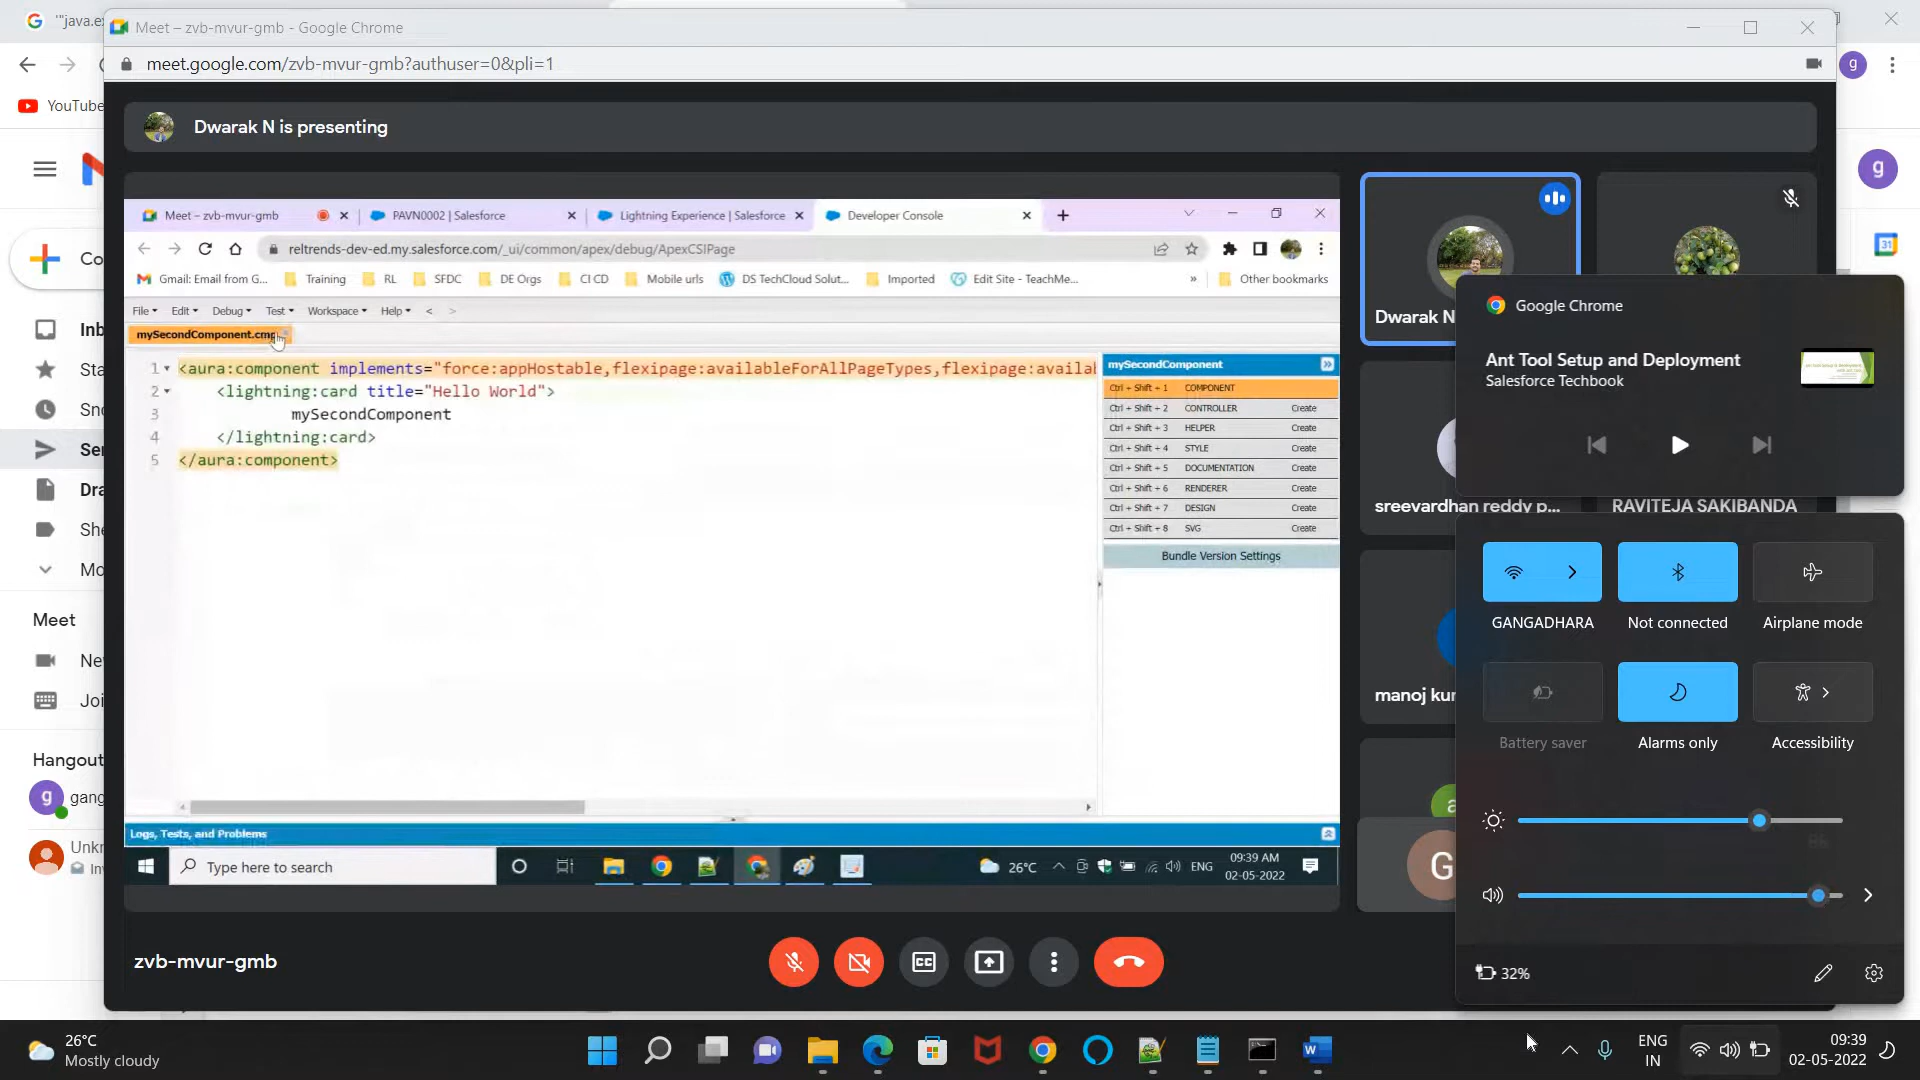 "java.ex
Meet – zvb-mvur-gmb - Google Chrome
meet.google.com/zvb-mvur-gmb?authuser=0&pli=1
g
YouTube
Dwarak N is presenting
g
Co
Inb
Sta
Sno
Sen
Dra
She
Mo
Meet
Nev
Joi
Hangout
g
gang
Unkn
Inv
Meet – zvb-mvur-gmb
PAVN0002 | Salesforce
Lightning Experience | Salesforce
Developer Console
reltrends-dev-ed.my.salesforce.com/_ui/common/apex/debug/ApexCSIPage
Gmail: Email from G...
Training
RL
SFDC
DE Orgs
CI CD
Mobile urls
DS TechCloud Solut...
Imported
Edit Site - TeachMe...
»
Other bookmarks
File
Edit
Debug
Test
Workspace
Help
<
>
mySecondComponent.cmp
1 <aura:component implements="force:appHostable,flexipage:availableForAllPageTypes,flexipage:availab
2 <lightning:card title="Hello World">
3 mySecondComponent
4 </lightning:card>
5 </aura:component>
mySecondComponent
Ctrl + Shift + 1 COMPONENT
Ctrl + Shift + 2 CONTROLLER Create
Ctrl + Shift + 3 HELPER Create
Ctrl + Shift + 4 STYLE Create
Ctrl + Shift + 5 DOCUMENTATION Create
Ctrl + Shift + 6 RENDERER Create
Ctrl + Shift + 7 DESIGN Create
Ctrl + Shift + 8 SVG Create
Bundle Version Settings
Logs, Tests, and Problems
Type here to search
26°C
ENG
09:39 AM
02-05-2022
Dwarak N
sreevardhan reddy p...
RAVITEJA SAKIBANDA
manoj kur
a
G
Google Chrome
Ant Tool Setup and Deployment
Salesforce Techbook
GANGADHARA
Not connected
Airplane mode
Battery saver
Alarms only
Accessibility
32%
zvb-mvur-gmb
CC
26°C
Mostly cloudy
ENG
IN
09:39
02-05-2022